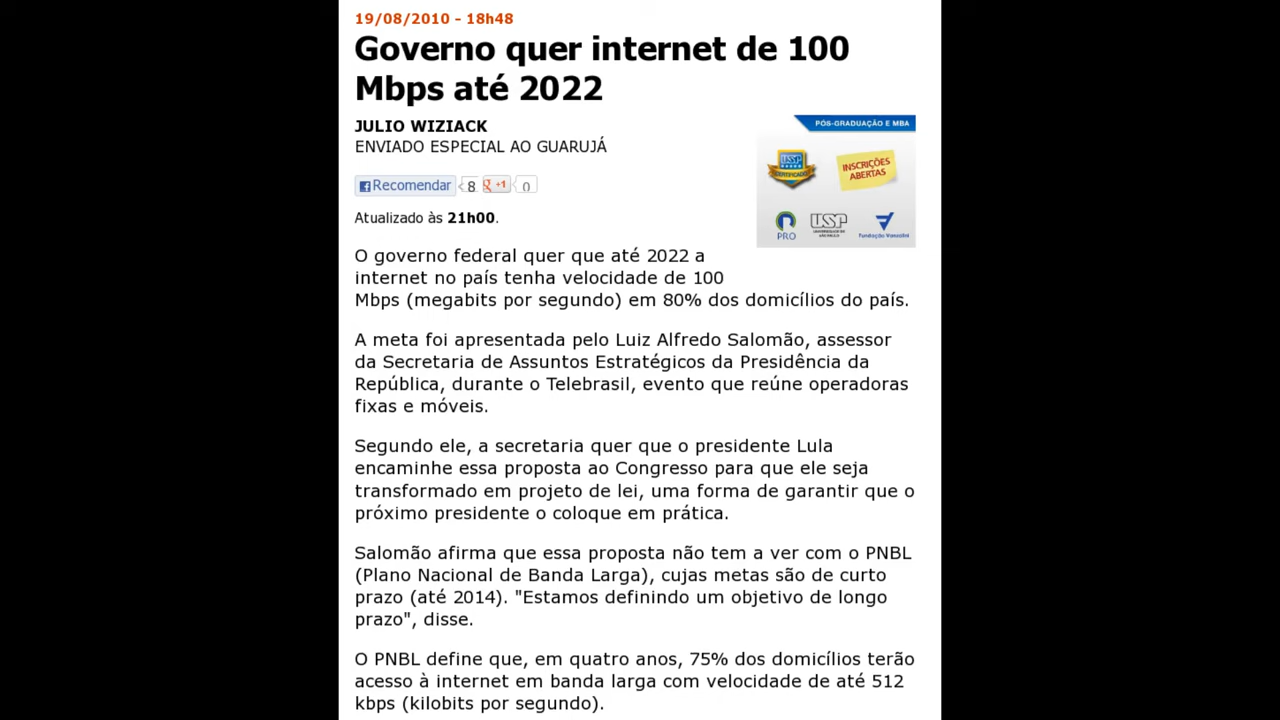 19/08/2010 - 18h48
Governo quer internet de 100
Mbps até 2022
JULIO WIZIACK
ENVIADO ESPECIAL AO GUARUJÁ
PÓS-GRADUAÇÃO E MBA
INSCRIÇÕES
ABERTAS
PRO
USP
Fundação Vanzolini
Recomendar 8 +1 0
Atualizado às 21h00.
O governo federal quer que até 2022 a
internet no país tenha velocidade de 100
Mbps (megabits por segundo) em 80% dos domicílios do país.
A meta foi apresentada pelo Luiz Alfredo Salomão, assessor
da Secretaria de Assuntos Estratégicos da Presidência da
República, durante o Telebrasil, evento que reúne operadoras
fixas e móveis.
Segundo ele, a secretaria quer que o presidente Lula
encaminhe essa proposta ao Congresso para que ele seja
transformado em projeto de lei, uma forma de garantir que o
próximo presidente o coloque em prática.
Salomão afirma que essa proposta não tem a ver com o PNBL
(Plano Nacional de Banda Larga), cujas metas são de curto
prazo (até 2014). "Estamos definindo um objetivo de longo
prazo", disse.
O PNBL define que, em quatro anos, 75% dos domicílios terão
acesso à internet em banda larga com velocidade de até 512
kbps (kilobits por segundo).